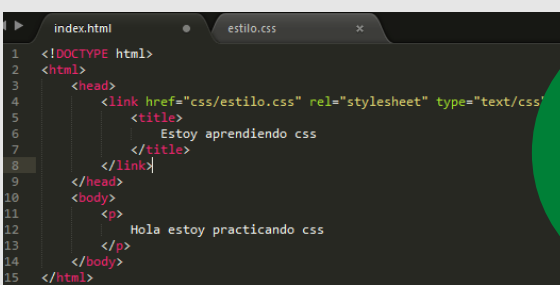 index.html estilo.css ×
1 <!DOCTYPE html>
2 <html>
3 <head>
4 <link href="css/estilo.css" rel="stylesheet" type="text/css"
5 <title>
6 Estoy aprendiendo css
7 </title>
8 </link>
9 </head>
10 <body>
11 <p>
12 Hola estoy practicando css
13 </p>
14 </body>
15 </html>